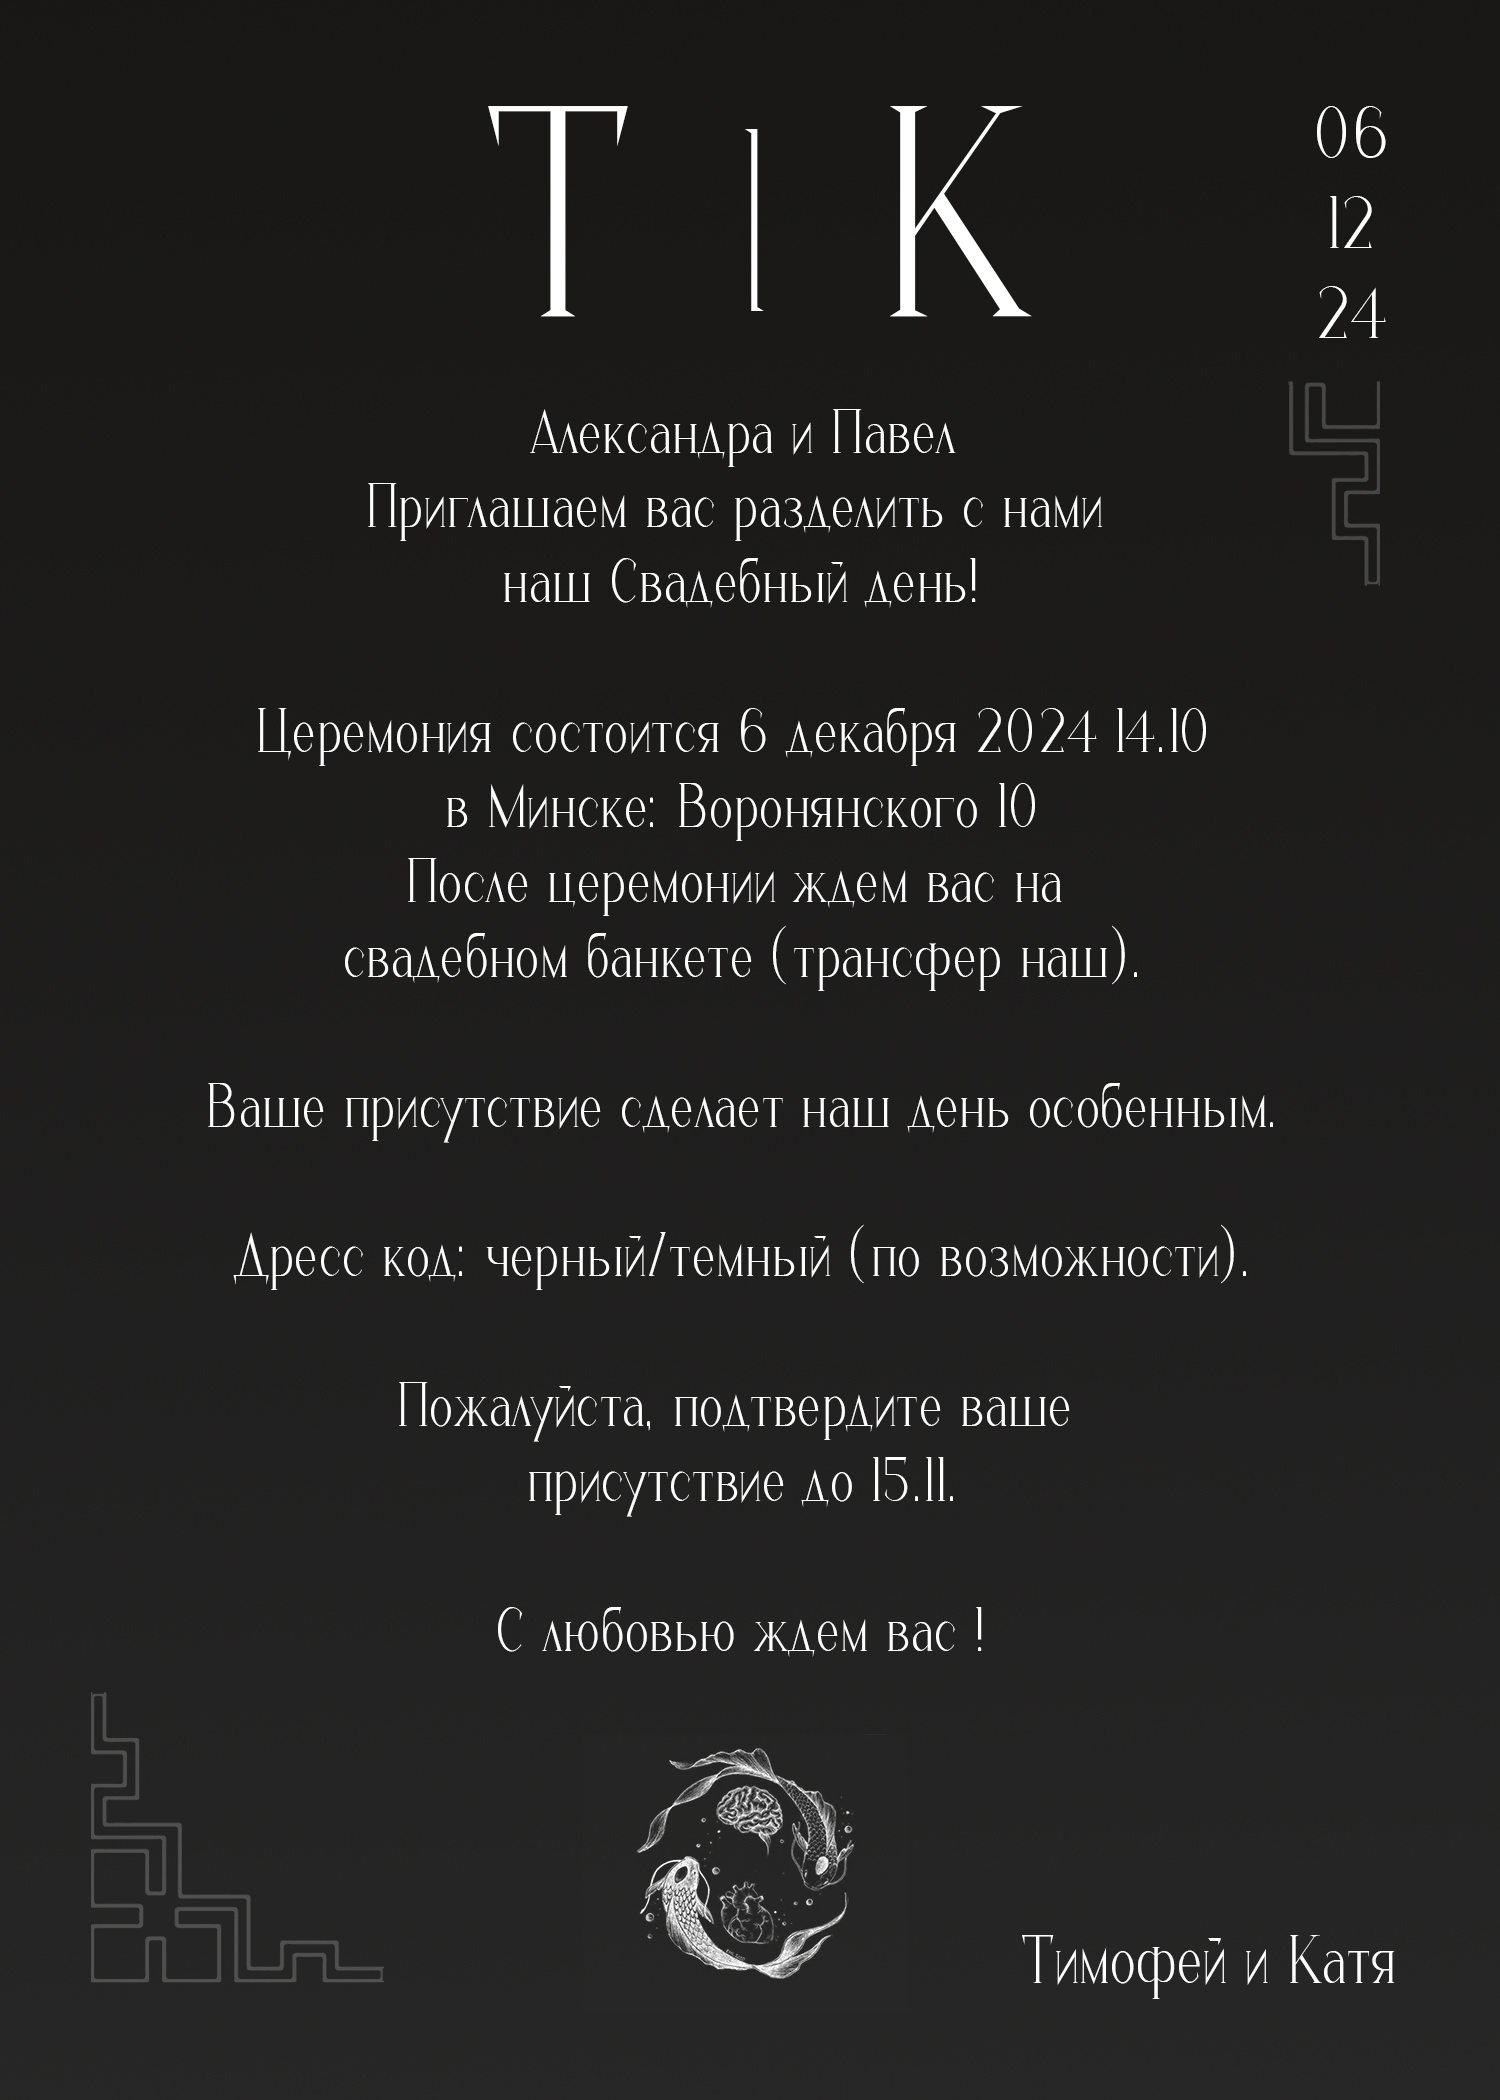 Т | К
06
12
24
Александра и Павел
Приглашаем вас разделить с нами
наш Свадебный день!
Церемония состоится 6 декабря 2024 14.10
в Минске: Воронянского 10
После церемонии ждем вас на
свадебном банкете (трансфер наш).
Ваше присутствие сделает наш день особенным.
Дресс код: черный/темный (по возможности).
Пожалуйста, подтвердите ваше
присутствие до 15.11.
С любовью ждем вас !
Тимофей и Катя